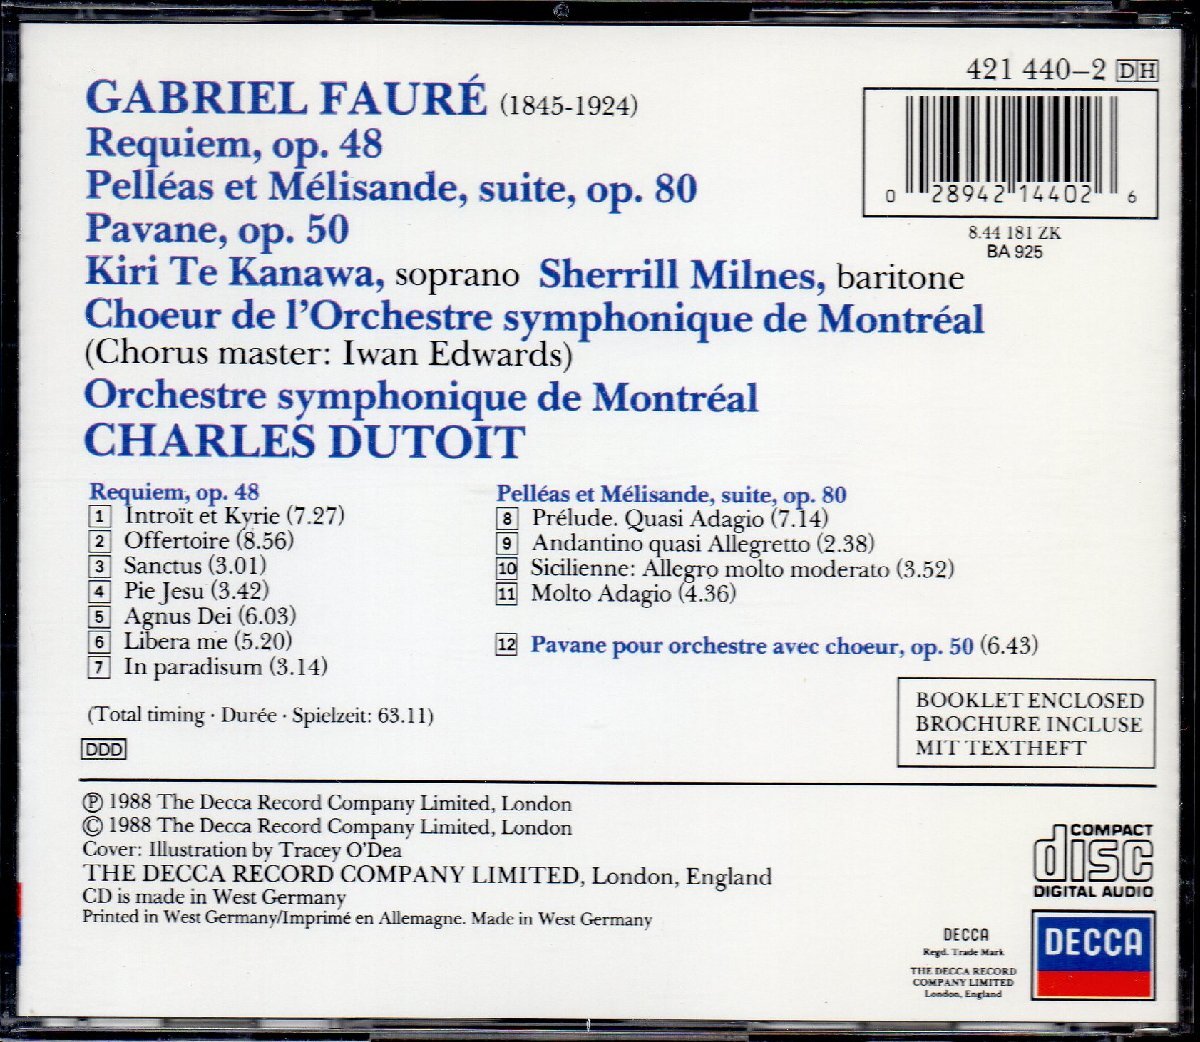 421 440-2 DH
GABRIEL FAURÉ (1845-1924)
Requiem, op. 48
Pelléas et Mélisande, suite, op. 80
Pavane, op. 50
0 28942 14402 6
8.44 181 ZK
BA 925
Kiri Te Kanawa, soprano Sherrill Milnes, baritone
Choeur de l'Orchestre symphonique de Montréal
(Chorus master: Iwan Edwards)
Orchestre symphonique de Montréal
CHARLES DUTOIT
Requiem, op. 48
1 Introït et Kyrie (7.27)
2 Offertoire (8.56)
3 Sanctus (3.01)
4 Pie Jesu (3.42)
5 Agnus Dei (6.03)
6 Libera me (5.20)
7 In paradisum (3.14)
Pelléas et Mélisande, suite, op. 80
8 Prélude. Quasi Adagio (7.14)
9 Andantino quasi Allegretto (2.38)
10 Sicilienne: Allegro molto moderato (3.52)
11 Molto Adagio (4.36)
12 Pavane pour orchestre avec choeur, op. 50 (6.43)
(Total timing · Durée · Spielzeit: 63.11)
DDD
BOOKLET ENCLOSED
BROCHURE INCLUSE
MIT TEXTHEFT
℗ 1988 The Decca Record Company Limited, London
© 1988 The Decca Record Company Limited, London
Cover: Illustration by Tracey O'Dea
THE DECCA RECORD COMPANY LIMITED, London, England
CD is made in West Germany
Printed in West Germany/Imprimé en Allemagne. Made in West Germany
COMPACT
disc
DIGITAL AUDIO
DECCA
Regd. Trade Mark
THE DECCA RECORD
COMPANY LIMITED
London, England
DECCA